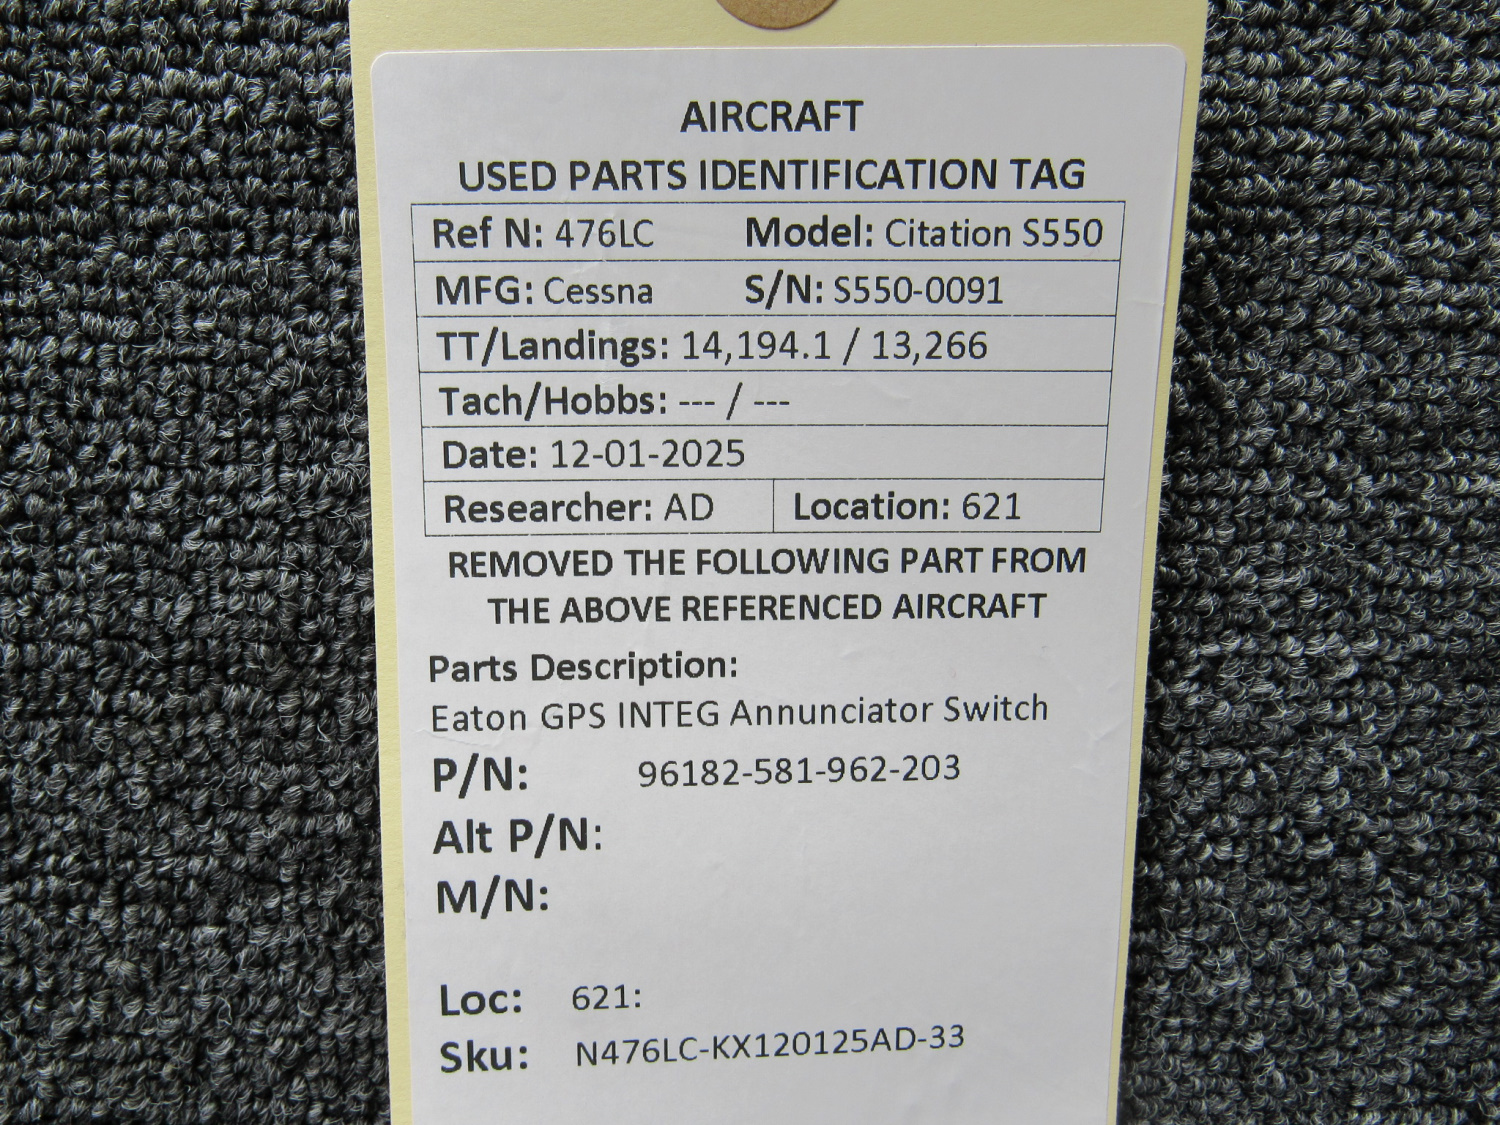 AIRCRAFT
USED PARTS IDENTIFICATION TAG
Ref N: 476LC Model: Citation S550
MFG: Cessna S/N: S550-0091
TT/Landings: 14,194.1 / 13,266
Tach/Hobbs: --- / ---
Date: 12-01-2025
Researcher: AD Location: 621
REMOVED THE FOLLOWING PART FROM
THE ABOVE REFERENCED AIRCRAFT
Parts Description:
Eaton GPS INTEG Annunciator Switch
P/N: 96182-581-962-203
Alt P/N:
M/N:
Loc: 621:
Sku: N476LC-KX120125AD-33